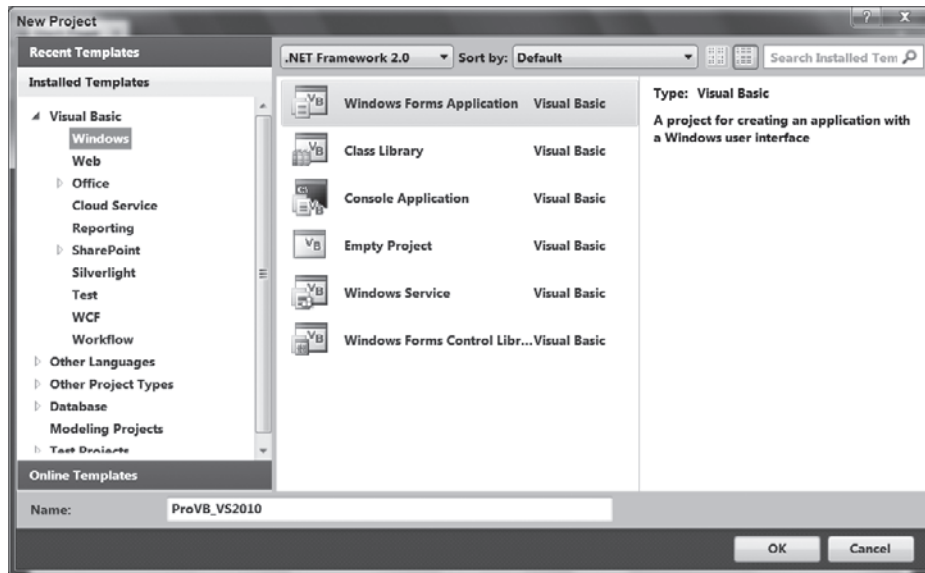 New Project
Recent Templates
.NET Framework 2.0 Sort by: Default Search Installed Tem
Installed Templates
Visual Basic
Windows
Web
Office
Cloud Service
Reporting
SharePoint
Silverlight
Test
WCF
Workflow
Other Languages
Other Project Types
Database
Modeling Projects
Test Projects
Online Templates
Windows Forms Application Visual Basic
Class Library Visual Basic
Console Application Visual Basic
Empty Project Visual Basic
Windows Service Visual Basic
Windows Forms Control Libr...Visual Basic
Type: Visual Basic
A project for creating an application with
a Windows user interface
Name: ProVB_VS2010
OK Cancel